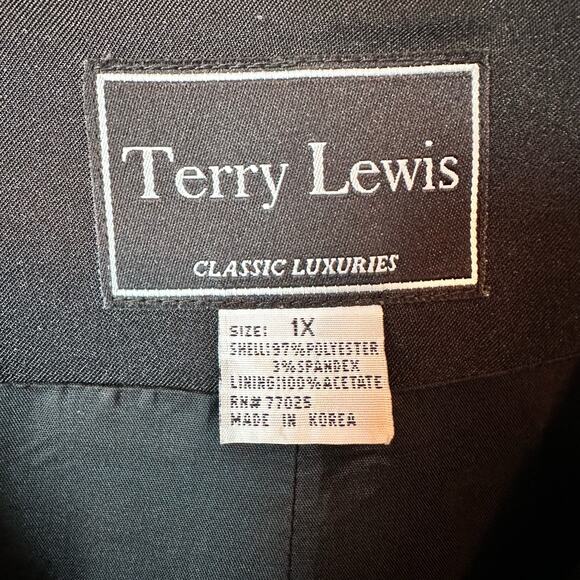 Terry Lewis
CLASSIC LUXURIES
SIZE: 1X
SHELL:97%POLYESTER
3%SPANDEX
LINING:100%ACETATE
RN# 77025
MADE IN KOREA